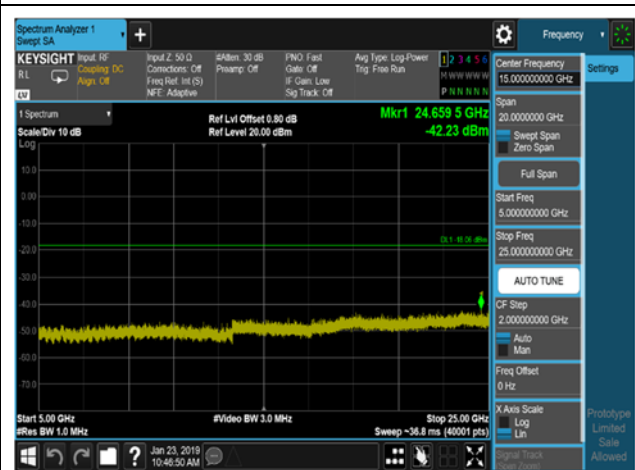 Spectrum Analyzer 1
Swept SA
Frequency
KEYSIGHT
RL
LV
Input: RF
Coupling: DC
Align: Off
Input Z: 50 Ω
Corrections: Off
Freq Ref: Int (S)
NFE: Adaptive
#Atten: 30 dB
Preamp: Off
PNO: Fast
Gate: Off
IF Gain: Low
Sig Track: Off
Avg Type: Log-Power
Trig: Free Run
1 2 3 4 5 6
M W W W W W
P N N N N N
1 Spectrum
Scale/Div 10 dB
Log
Ref Lvl Offset 0.80 dB
Ref Level 20.00 dBm
Mkr1 24.659 5 GHz
-42.23 dBm
10.0
0.00
-10.0
-20.0
-30.0
-40.0
-50.0
-60.0
-70.0
1
Start 5.00 GHz
#Res BW 1.0 MHz
#Video BW 3.0 MHz
Stop 25.00 GHz
Sweep ~36.8 ms (40001 pts)
Jan 23, 2019
10:46:50 AM
Center Frequency
15.000000000 GHz
Span
20.0000000 GHz
Swept Span
Zero Span
Full Span
Start Freq
5.000000000 GHz
Stop Freq
25.000000000 GHz
AUTO TUNE
CF Step
2.000000000 GHz
Auto
Man
Freq Offset
0 Hz
X Axis Scale
Log
Lin
Signal Track
(Span Zoom)
Settings
Prototype
Limited
Sale
Allowed